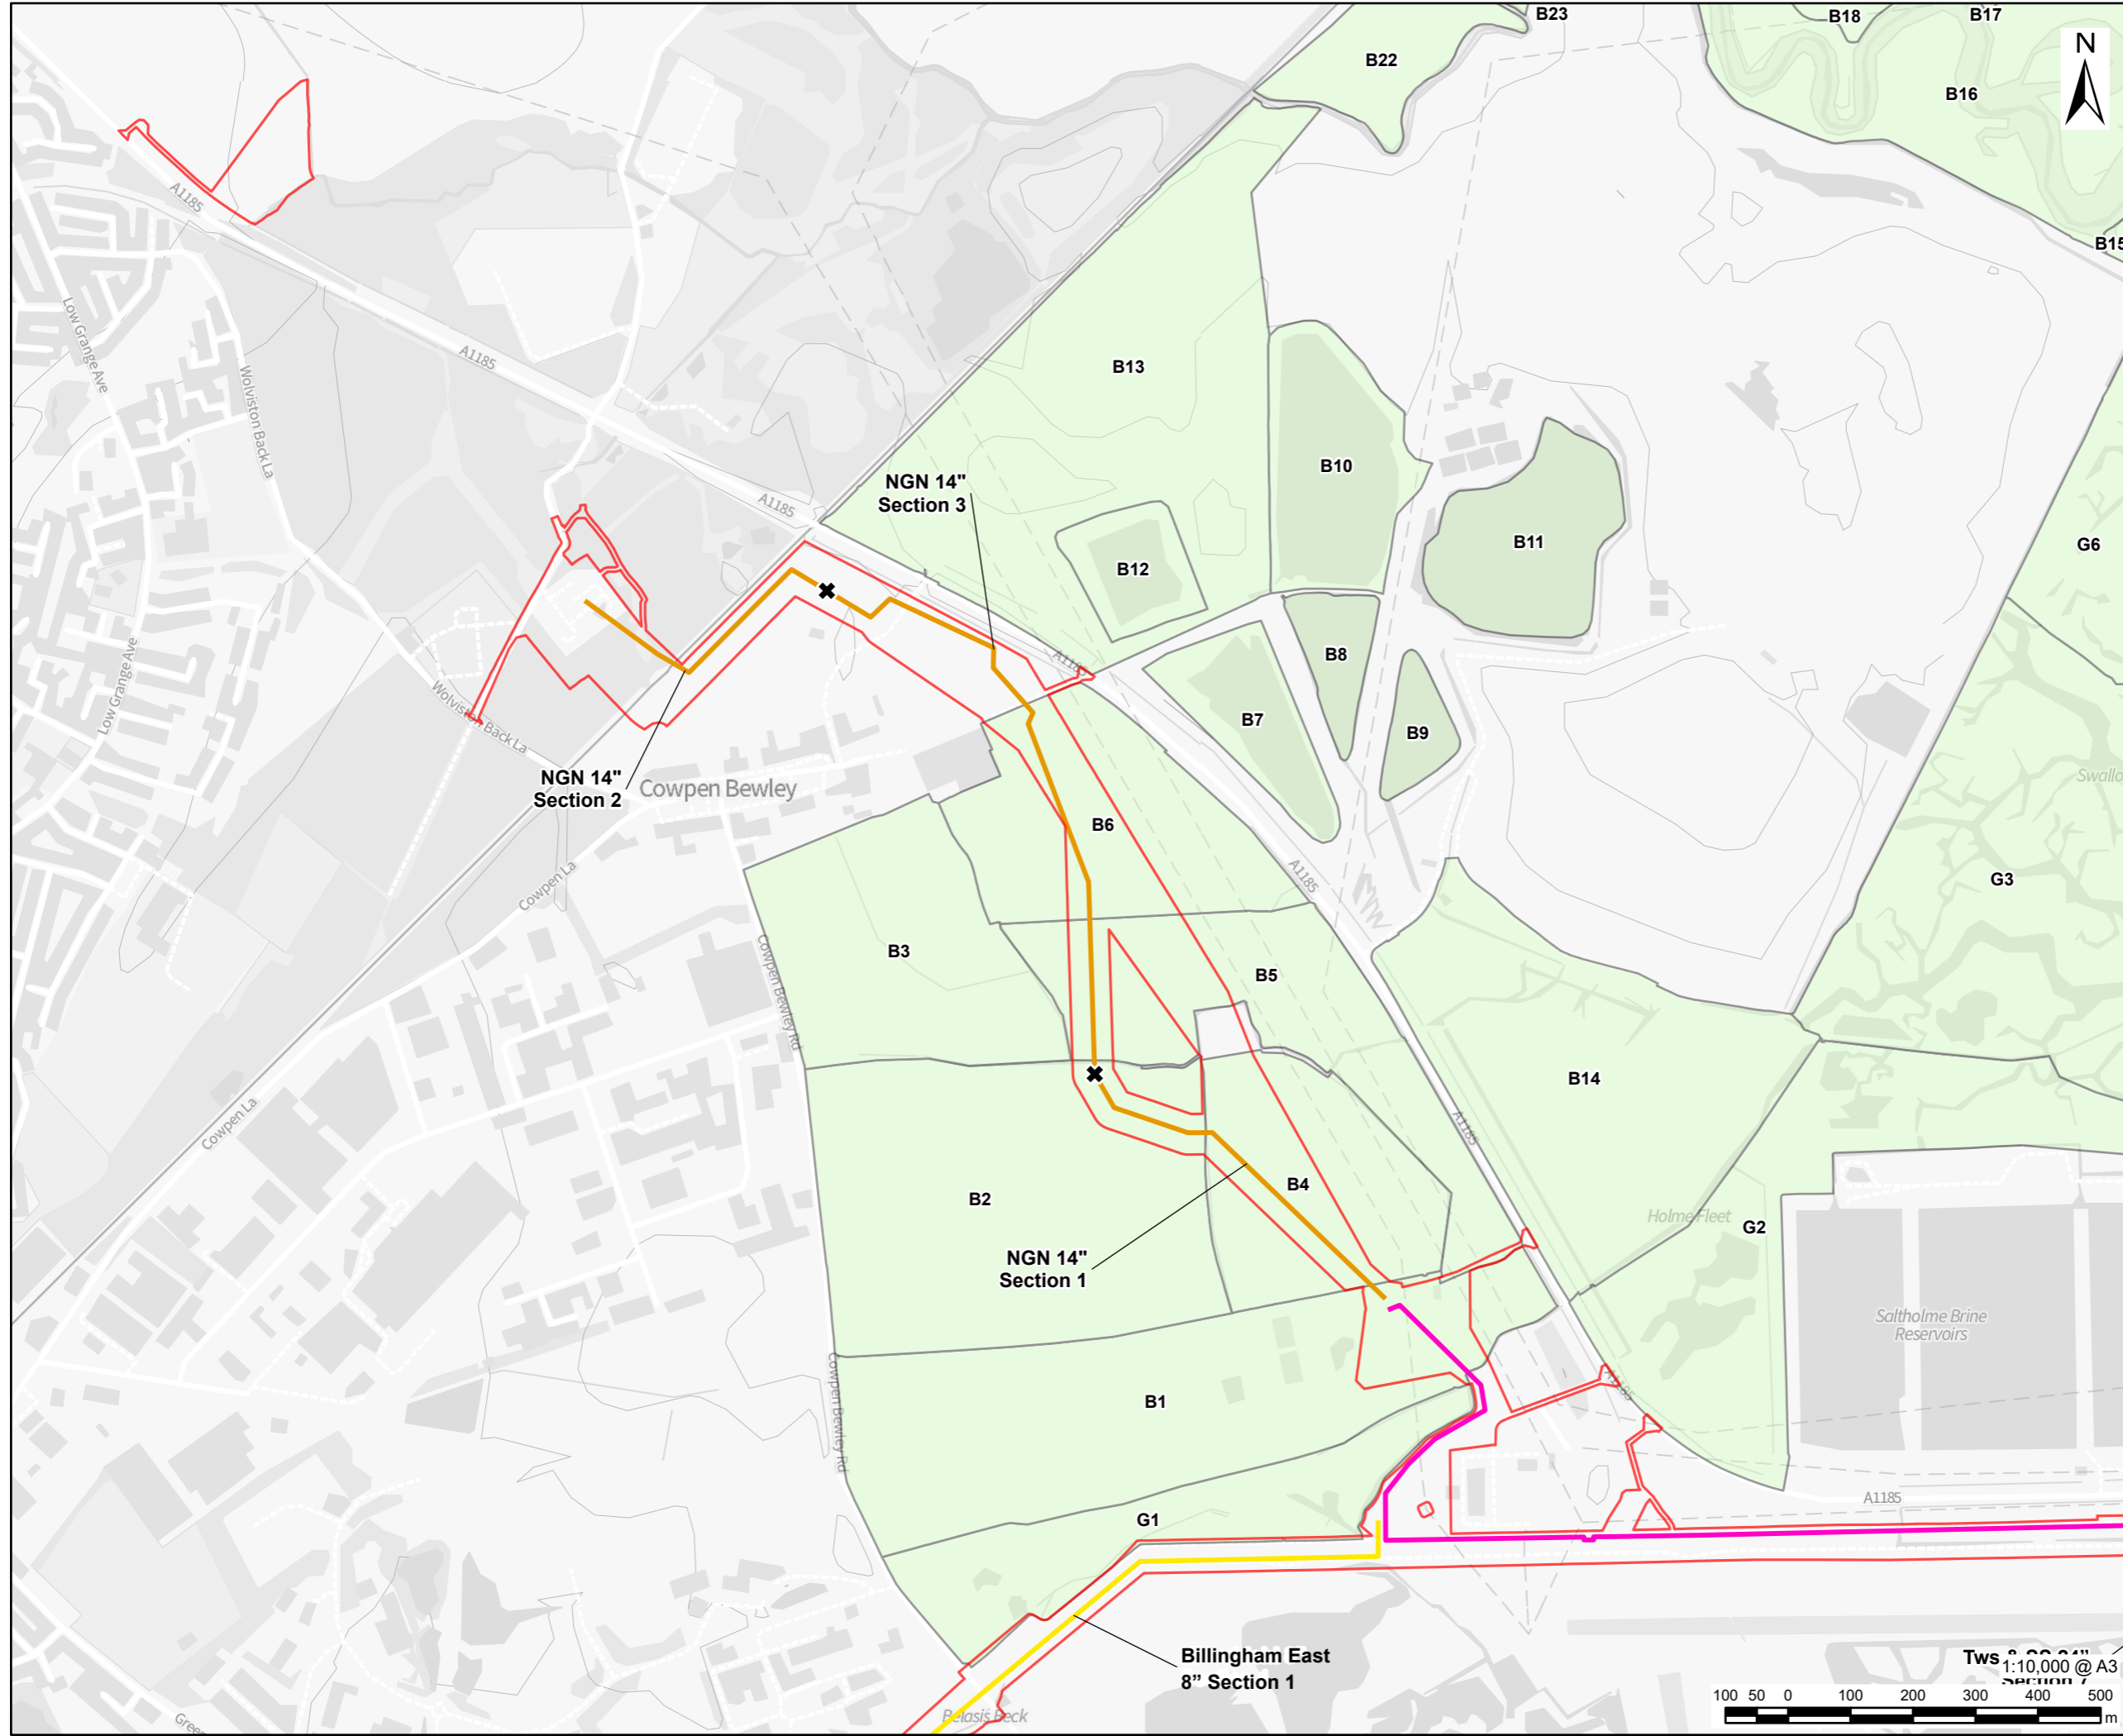 B23
B18
B17
N
B22
B16
A1185
B15
Low Grange Ave
A1185
Wolviston Back La
B13
B10
NGN 14"
Section 3
A1185
B11
G6
B12
A1185
B8
Low Grange Ave
Wolviston Back La
B7
B9
NGN 14"
Section 2
Cowpen Bewley
B6
A1185
Cowpen La
G3
B3
Cowpen Bewley Rd
B5
B14
Cowpen La
A1185
B2
B4
Holme Fleet
G2
NGN 14"
Section 1
Saltholme Brine
Reservoirs
Cowpen Bewley Rd
B1
A1185
A1185
G1
Billingham East
8” Section 1
Tws
1:10,000 @ A3
Section 7
Belasis Beck
100 50 0 100 200 300 400 500
m